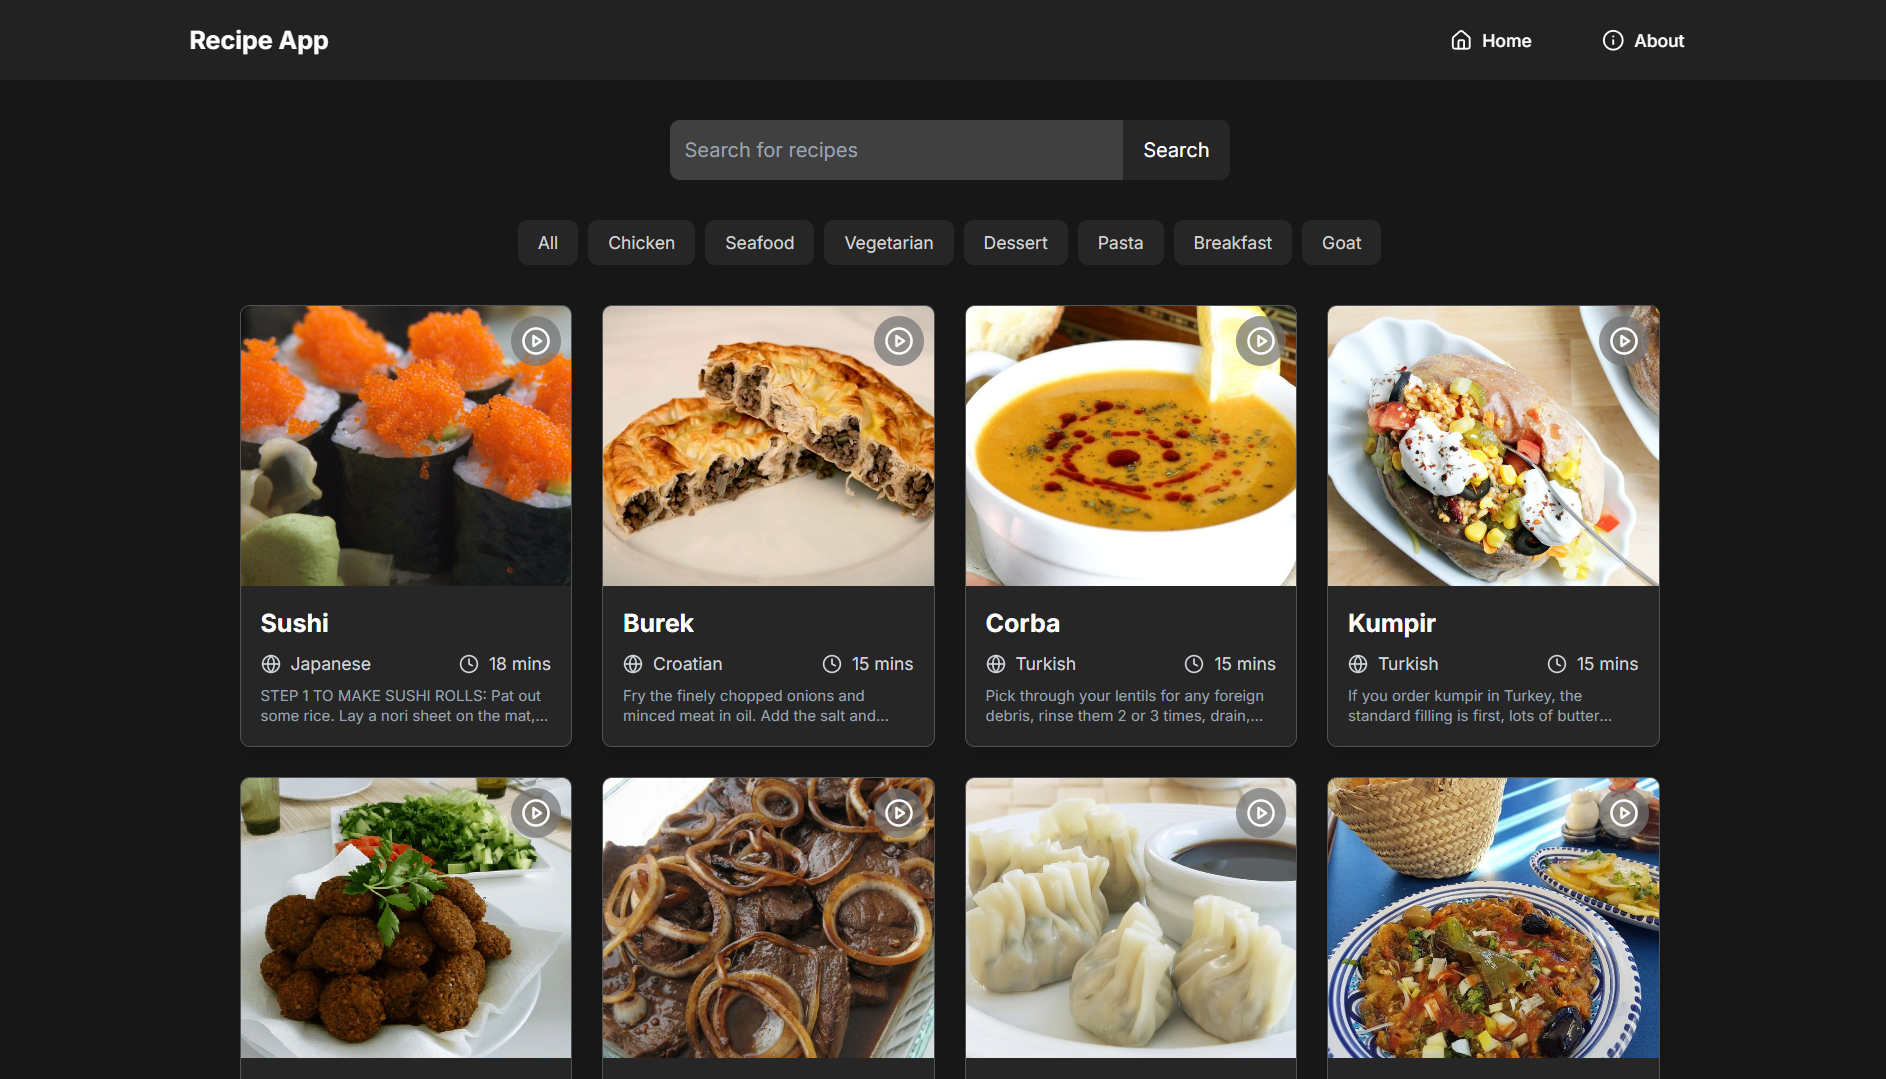 Recipe App
Home
About
Search for recipes
Search
All
Chicken
Seafood
Vegetarian
Dessert
Pasta
Breakfast
Goat
Sushi
Japanese
18 mins
STEP 1 TO MAKE SUSHI ROLLS: Pat out
some rice. Lay a nori sheet on the mat,...
Burek
Croatian
15 mins
Fry the finely chopped onions and
minced meat in oil. Add the salt and...
Corba
Turkish
15 mins
Pick through your lentils for any foreign
debris, rinse them 2 or 3 times, drain,...
Kumpir
Turkish
15 mins
If you order kumpir in Turkey, the
standard filling is first, lots of butter...